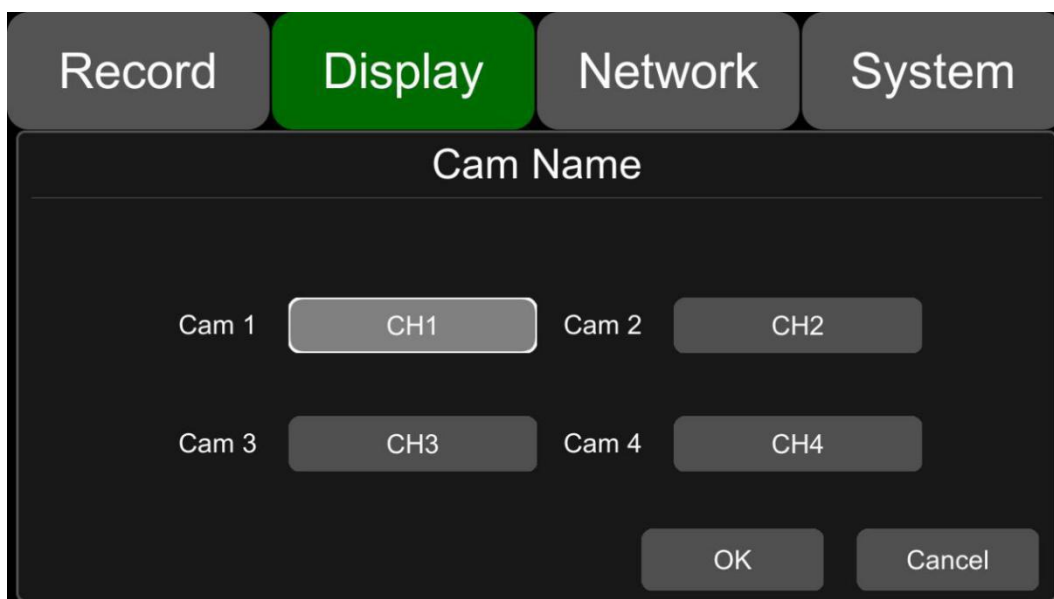 Record Display Network System
Cam Name
Cam 1 CH1 Cam 2 CH2
Cam 3 CH3 Cam 4 CH4
OK Cancel